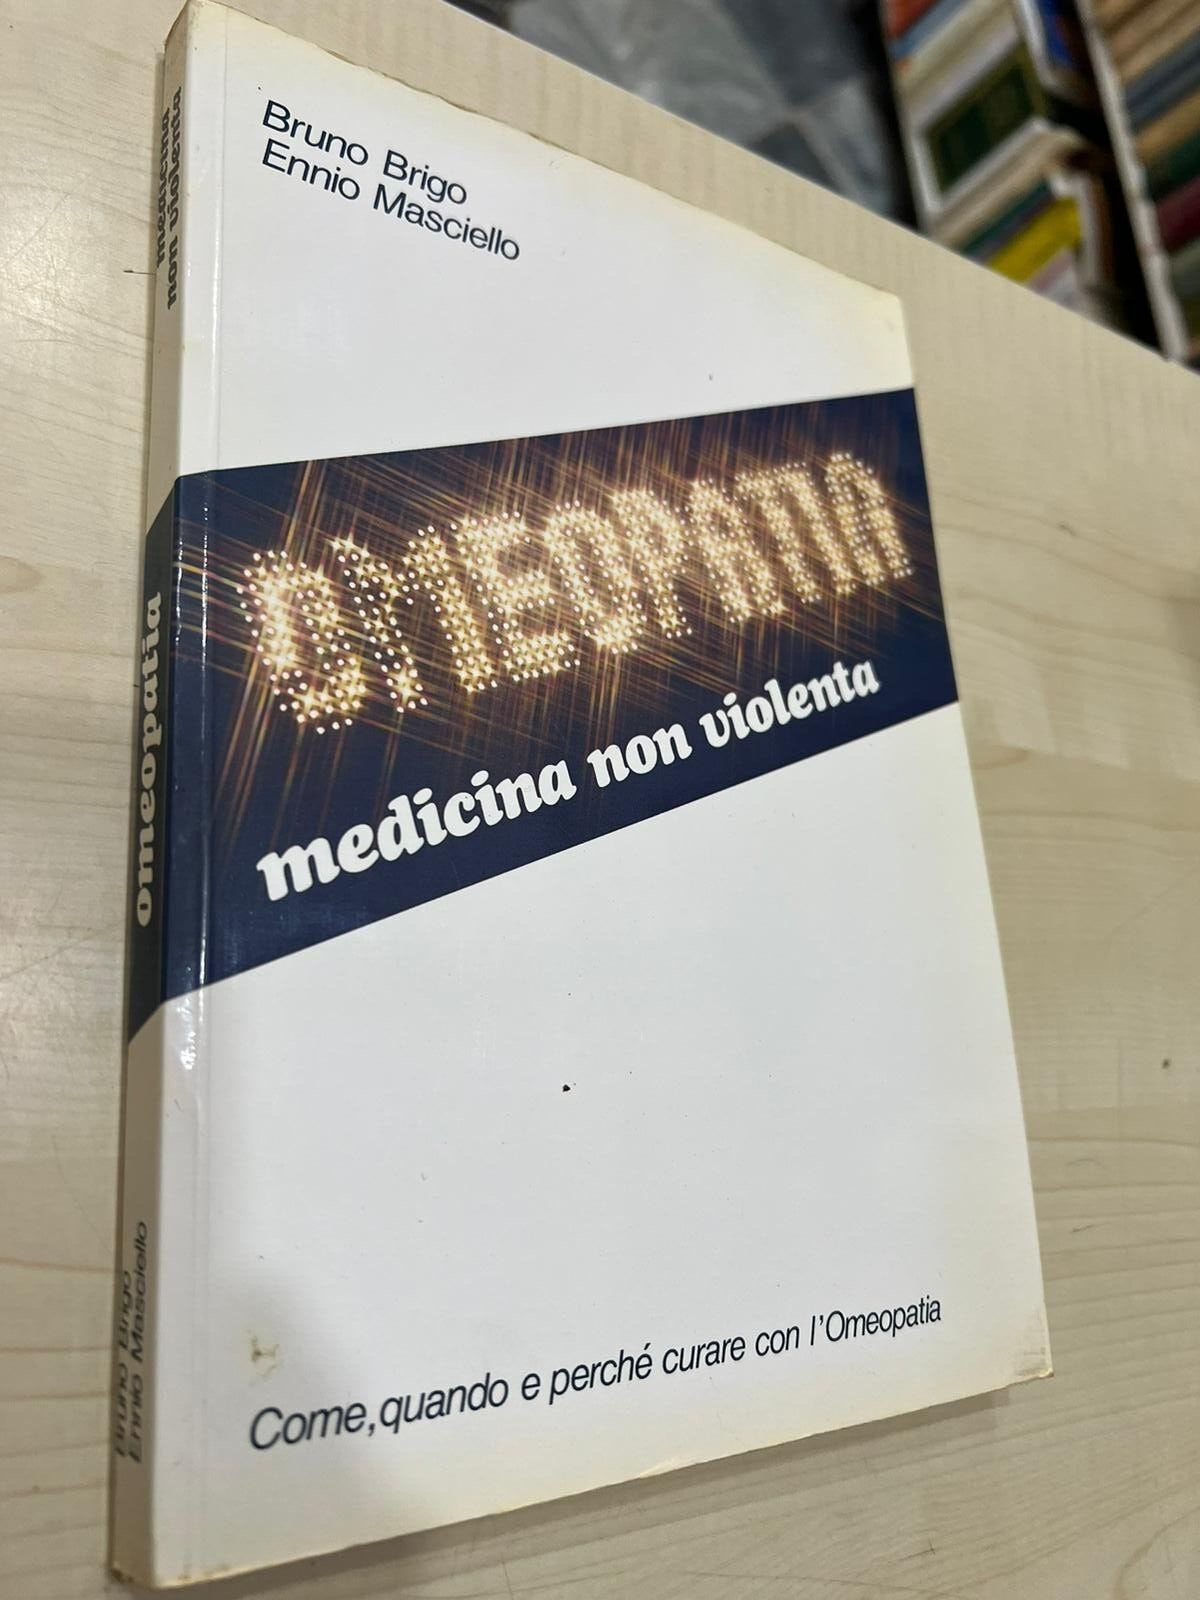 Bruno Brigo
Ennio Masciello
OMEOPATIA
medicina non violenta
Come, quando e perché curare con l'Omeopatia
medicina
non violenta
omeopatia
Bruno Brigo
Ennio Masciello